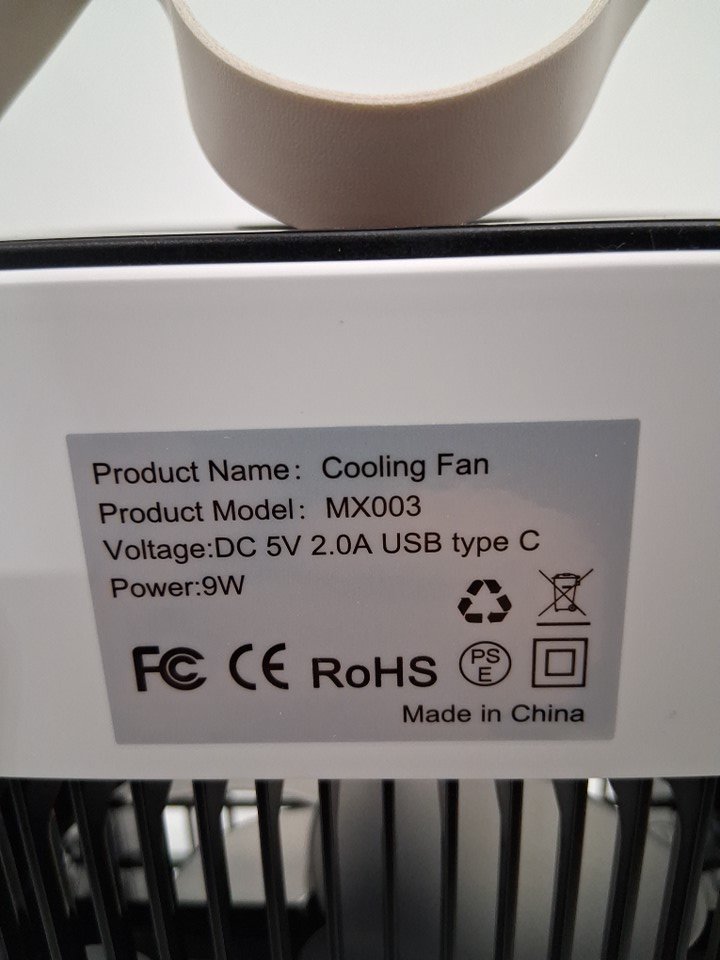 Product Name: Cooling Fan
Product Model: MX003
Voltage:DC 5V 2.0A USB type C
Power:9W
FC CE RoHS PS E
Made in China